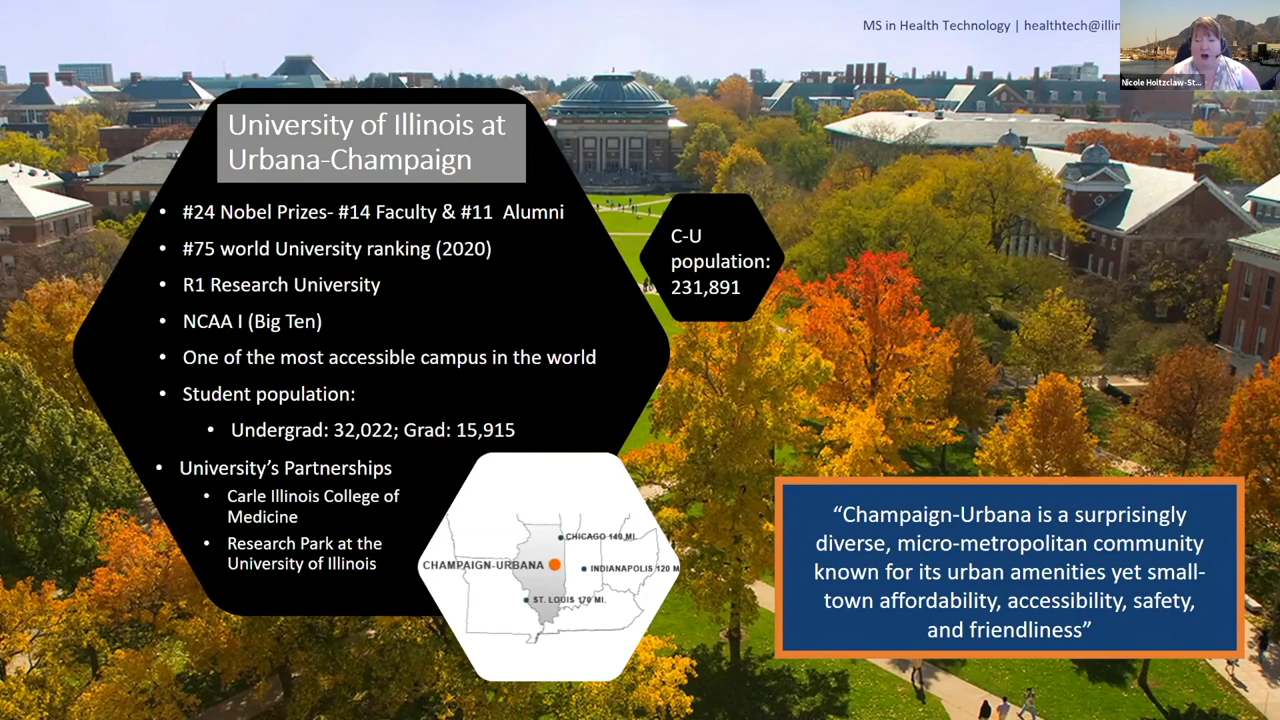 MS in Health Technology | healthtech@illin
Nicole Holtzclaw-St...
University of Illinois at
Urbana-Champaign
• #24 Nobel Prizes- #14 Faculty & #11 Alumni
• #75 world University ranking (2020)
• R1 Research University
• NCAA I (Big Ten)
• One of the most accessible campus in the world
• Student population:
• Undergrad: 32,022; Grad: 15,915
• University’s Partnerships
• Carle Illinois College of
Medicine
• Research Park at the
University of Illinois
C-U
population:
231,891
CHICAGO 140 MI.
CHAMPAIGN-URBANA
INDIANAPOLIS 120 M
ST. LOUIS 170 MI.
“Champaign-Urbana is a surprisingly
diverse, micro-metropolitan community
known for its urban amenities yet small-
town affordability, accessibility, safety,
and friendliness”